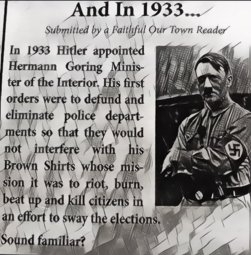 And In 1933...
Submitted by a Faithful Our Town Reader
In 1933 Hitler appointed
Hermann Goring Minis-
ter of the Interior. His first
orders were to defund and
eliminate police depart-
ments so that they would
not interfere with his
Brown Shirts whose mis-
sion it was to riot, burn,
beat up and kill citizens in
an effort to sway the elections.
Sound familiar?